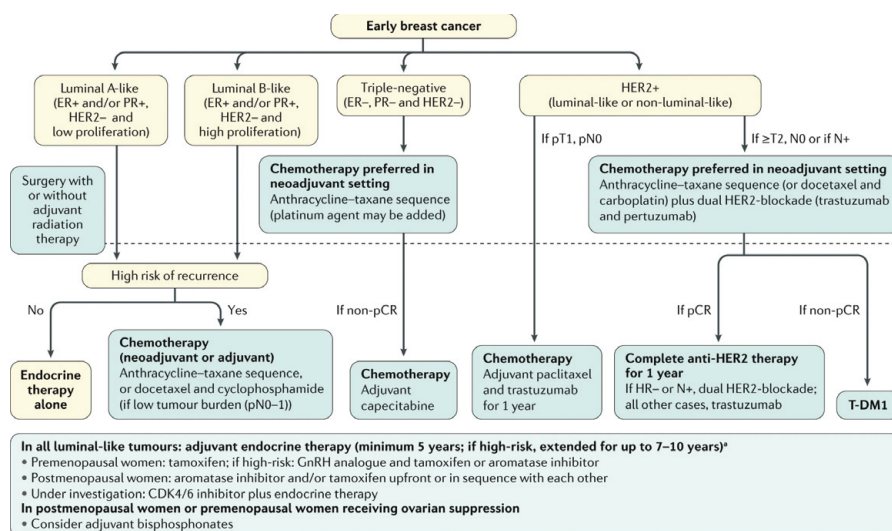 Early breast cancer
Luminal A-like
(ER+ and/or PR+,
HER2– and
low proliferation)
Luminal B-like
(ER+ and/or PR+,
HER2– and
high proliferation)
Triple-negative
(ER–, PR– and HER2–)
HER2+
(luminal-like or non-luminal-like)
If pT1, pN0
If ≥T2, N0 or if N+
Surgery with
or without
adjuvant
radiation
therapy
Chemotherapy preferred in
neoadjuvant setting
Anthracycline–taxane sequence
(platinum agent may be added)
Chemotherapy preferred in neoadjuvant setting
Anthracycline–taxane sequence (or docetaxel and
carboplatin) plus dual HER2-blockade (trastuzumab
and pertuzumab)
High risk of recurrence
No
Yes
If non-pCR
If pCR
If non-pCR
Endocrine
therapy
alone
Chemotherapy
(neoadjuvant or adjuvant)
Anthracycline–taxane sequence,
or docetaxel and cyclophosphamide
(if low tumour burden (pN0–1))
Chemotherapy
Adjuvant
capecitabine
Chemotherapy
Adjuvant paclitaxel
and trastuzumab
for 1 year
Complete anti-HER2 therapy
for 1 year
If HR– or N+, dual HER2-blockade;
all other cases, trastuzumab
T-DM1
In all luminal-like tumours: adjuvant endocrine therapy (minimum 5 years; if high-risk, extended for up to 7–10 years)ᵃ
• Premenopausal women: tamoxifen; if high-risk: GnRH analogue and tamoxifen or aromatase inhibitor
• Postmenopausal women: aromatase inhibitor and/or tamoxifen upfront or in sequence with each other
• Under investigation: CDK4/6 inhibitor plus endocrine therapy
In postmenopausal women or premenopausal women receiving ovarian suppression
• Consider adjuvant bisphosphonates